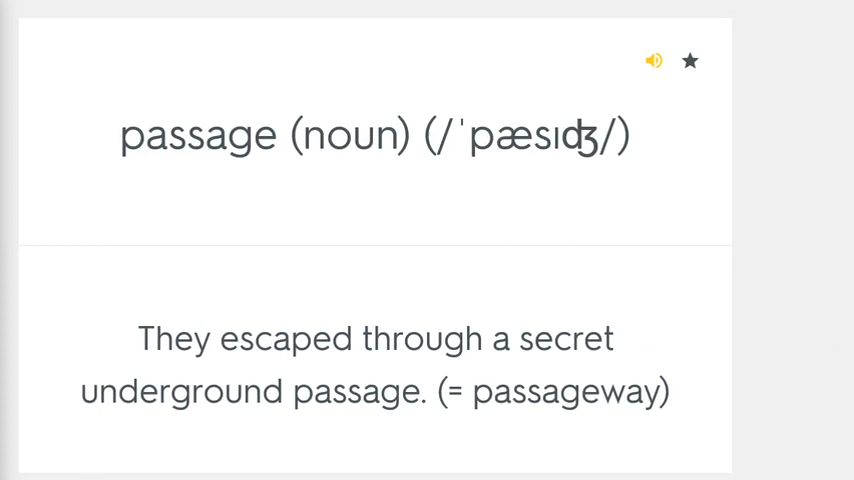 passage (noun) (/ˈpæsɪʤ/)
They escaped through a secret
underground passage. (= passageway)